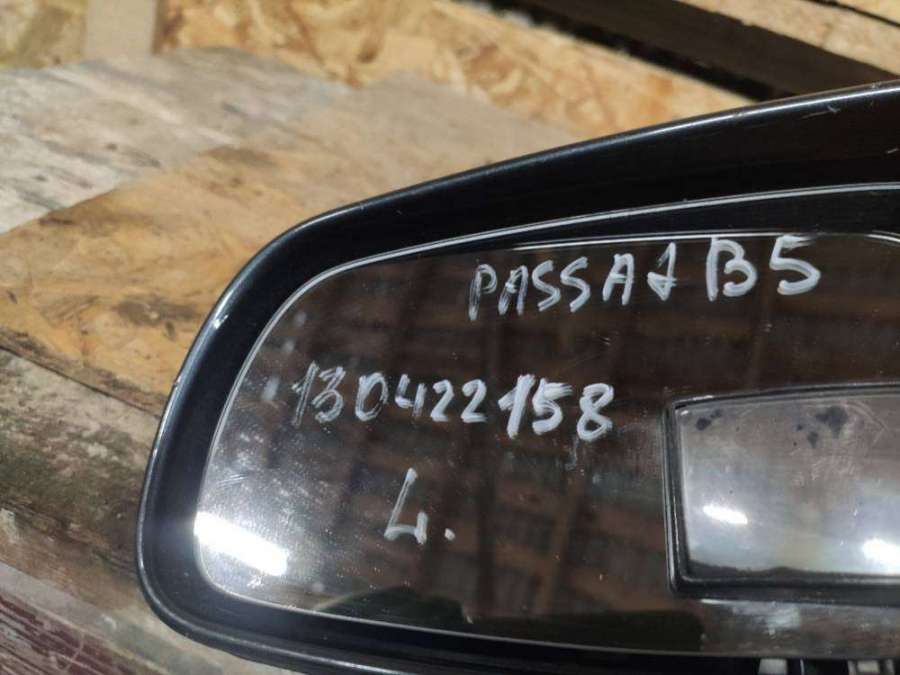 PASSAT B5
130422158
L.